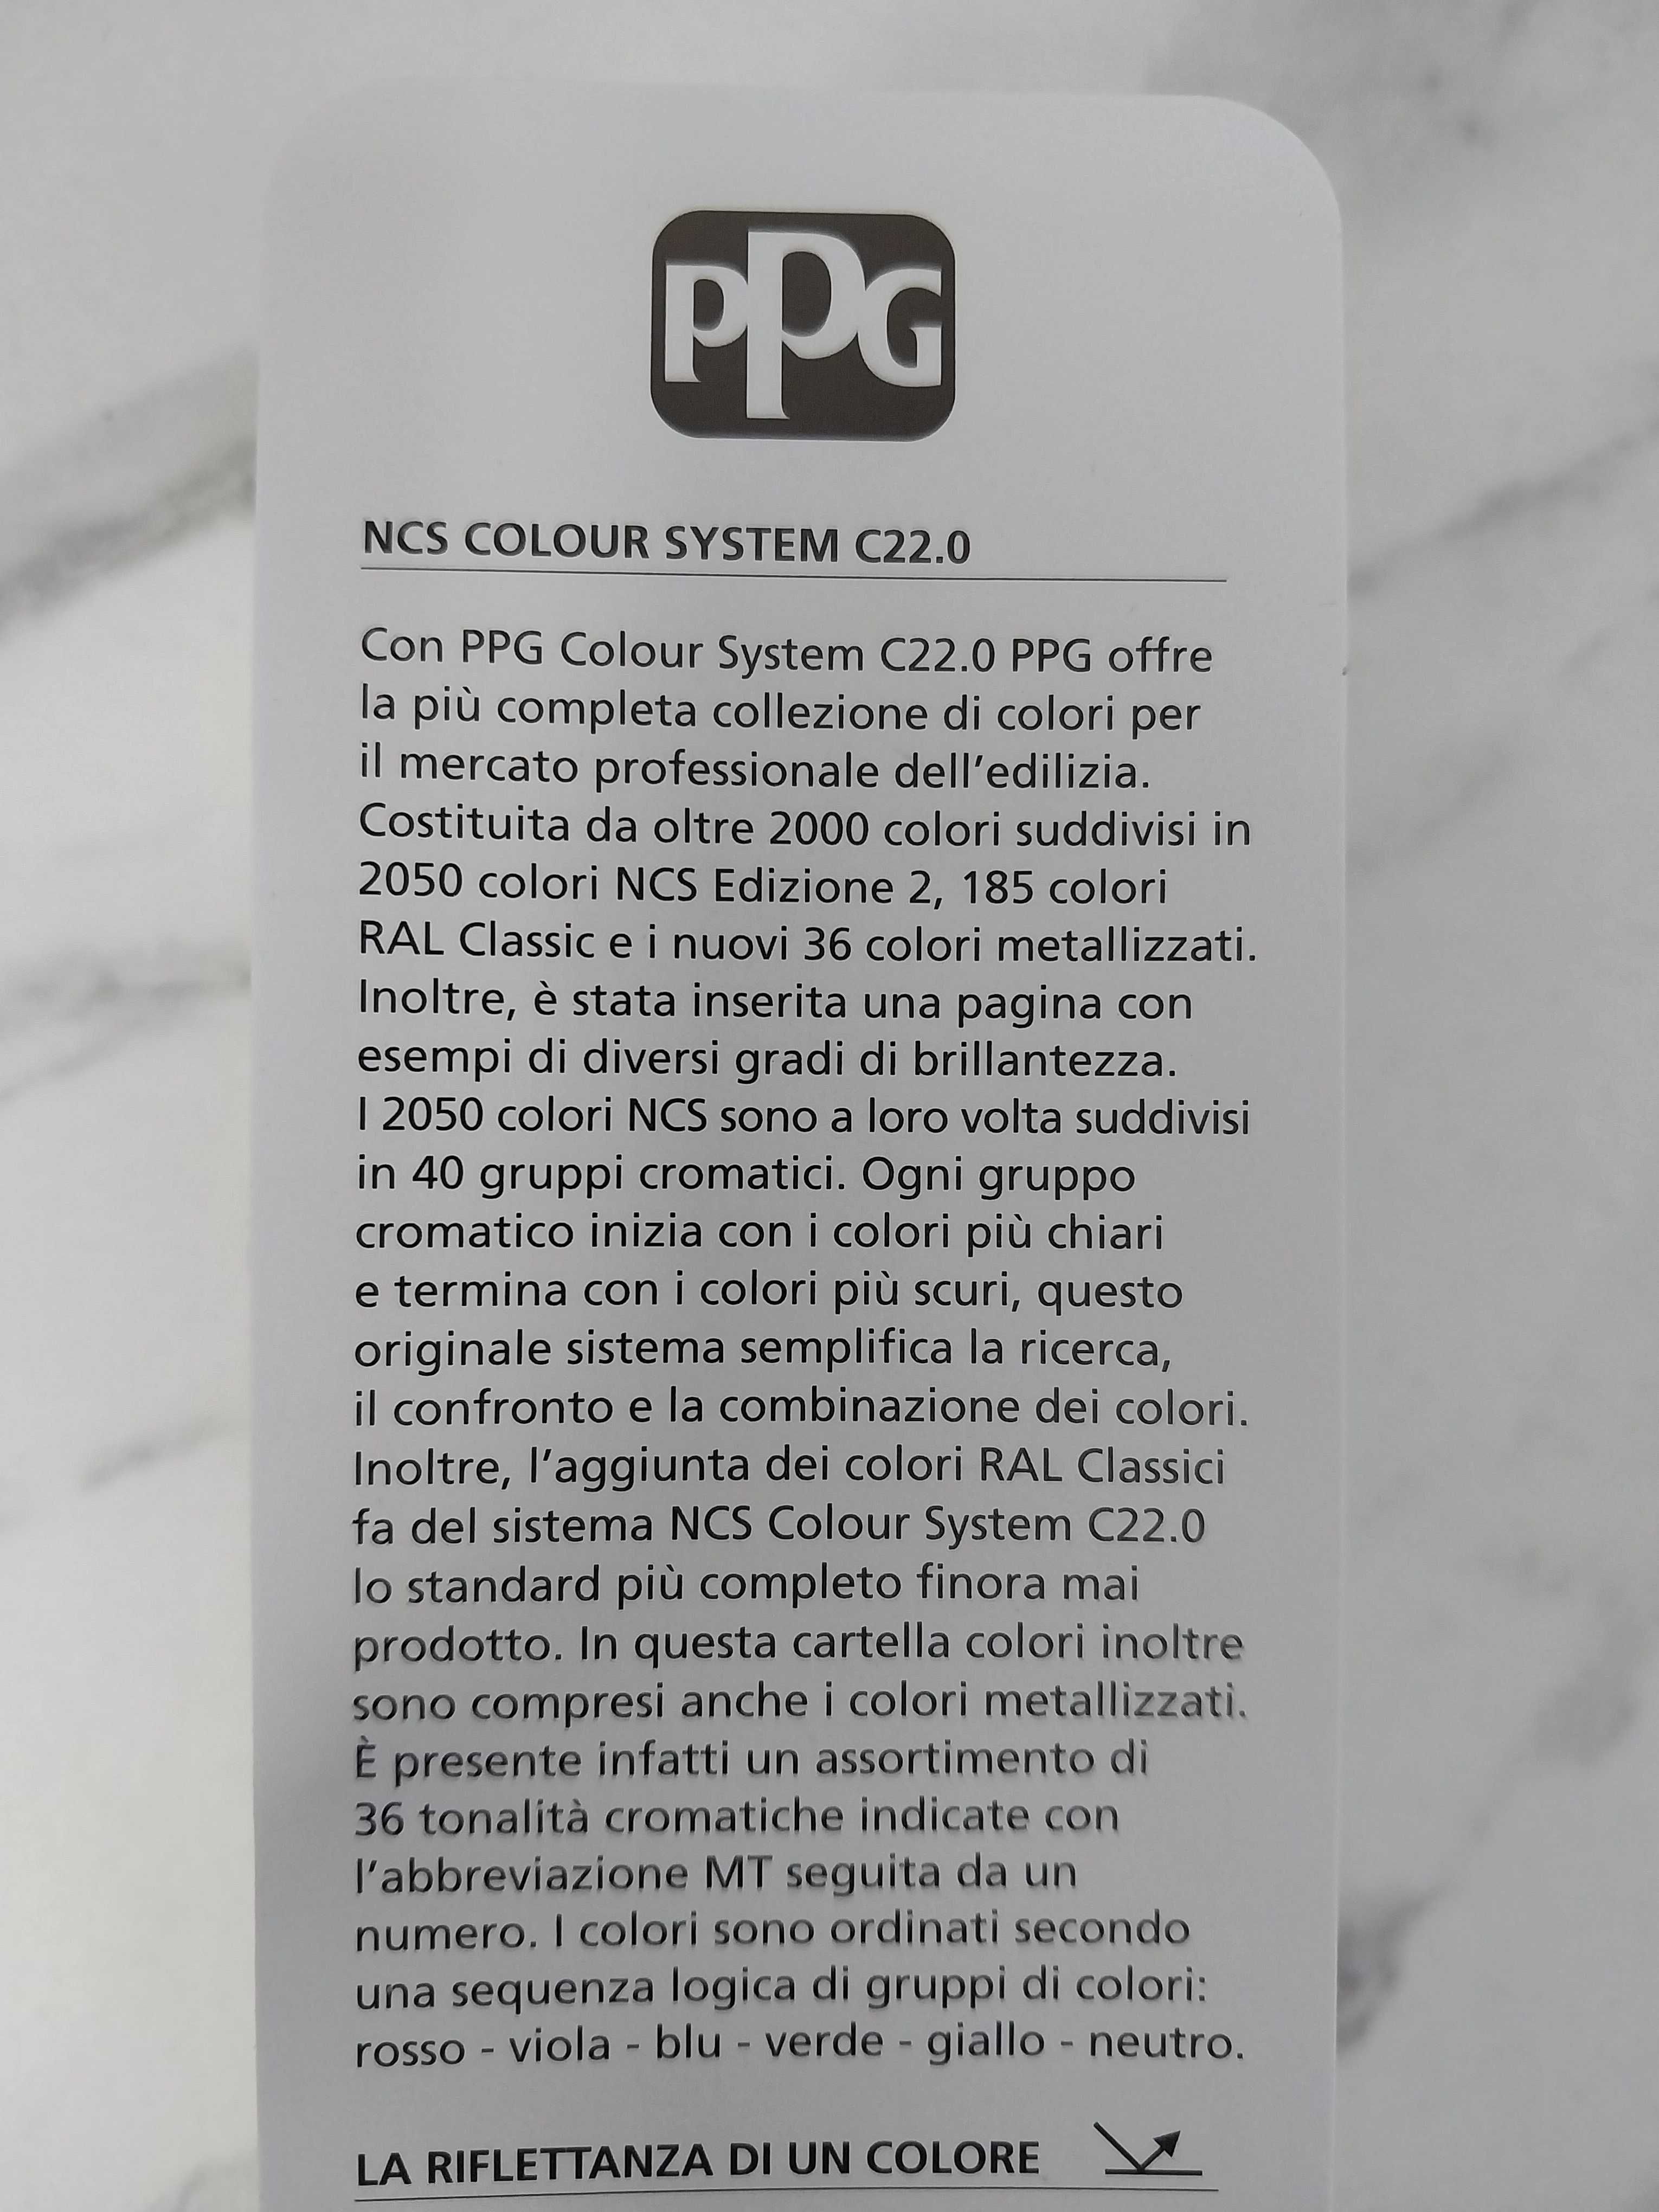 PPG
NCS COLOUR SYSTEM C22.0
Con PPG Colour System C22.0 PPG offre
la più completa collezione di colori per
il mercato professionale dell'edilizia.
Costituita da oltre 2000 colori suddivisi in
2050 colori NCS Edizione 2, 185 colori
RAL Classic e i nuovi 36 colori metallizzati.
Inoltre, è stata inserita una pagina con
esempi di diversi gradi di brillantezza.
I 2050 colori NCS sono a loro volta suddivisi
in 40 gruppi cromatici. Ogni gruppo
cromatico inizia con i colori più chiari
e termina con i colori più scuri, questo
originale sistema semplifica la ricerca,
il confronto e la combinazione dei colori.
Inoltre, l'aggiunta dei colori RAL Classici
fa del sistema NCS Colour System C22.0
lo standard più completo finora mai
prodotto. In questa cartella colori inoltre
sono compresi anche i colori metallizzati.
È presente infatti un assortimento di
36 tonalità cromatiche indicate con
l'abbreviazione MT seguita da un
numero. I colori sono ordinati secondo
una sequenza logica di gruppi di colori:
rosso - viola - blu - verde - giallo - neutro.
LA RIFLETTANZA DI UN COLORE